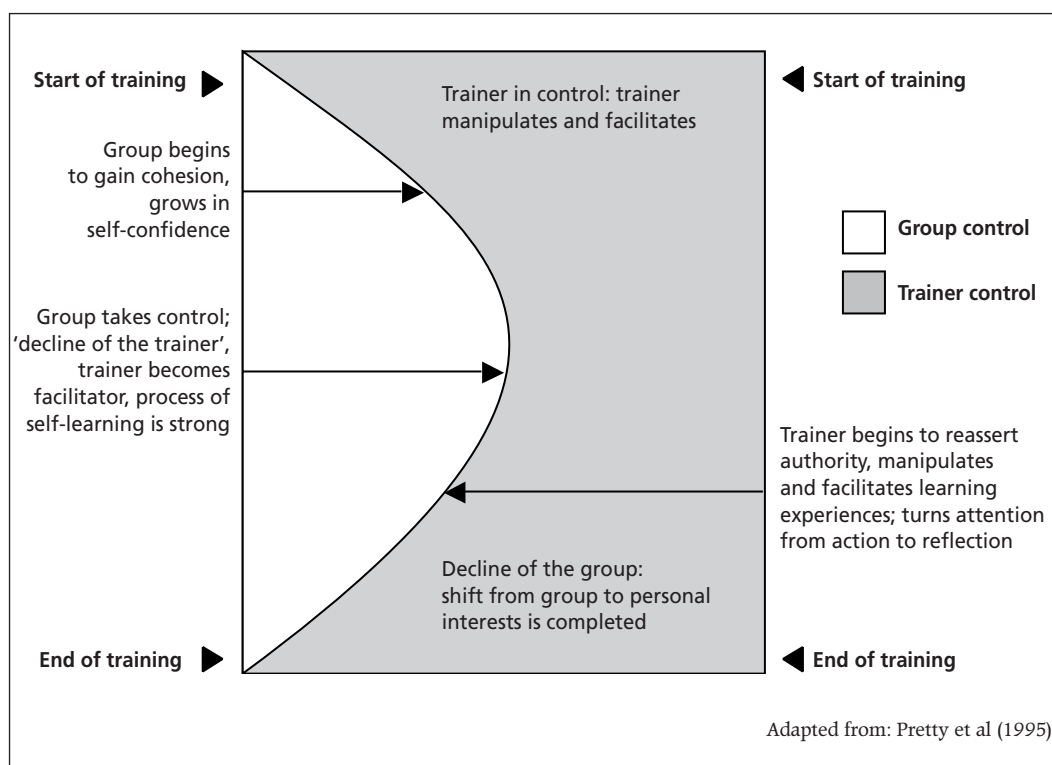 Start of training
Group begins
to gain cohesion,
grows in
self-confidence
Group takes control;
‘decline of the trainer’,
trainer becomes
facilitator, process of
self-learning is strong
End of training
Trainer in control: trainer
manipulates and facilitates
Decline of the group:
shift from group to personal
interests is completed
Start of training
Group control
Trainer control
Trainer begins to reassert
authority, manipulates
and facilitates learning
experiences; turns attention
from action to reflection
End of training
Adapted from: Pretty et al (1995)